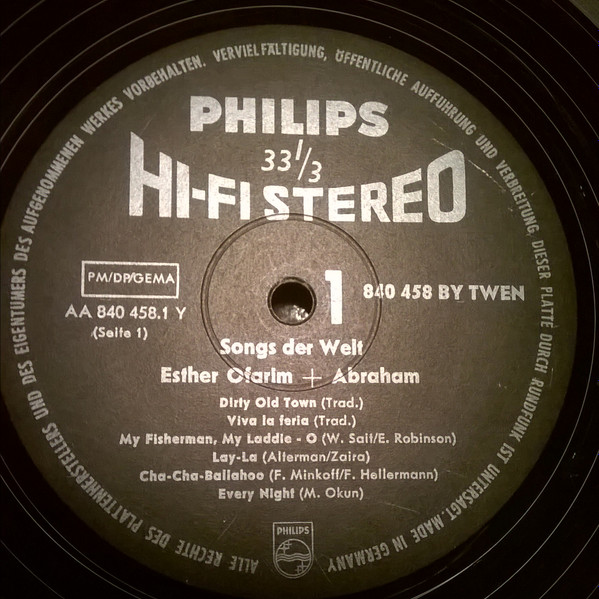 ALLE RECHTE DES PLATTENHERSTELLERS UND DES EIGENTÜMERS DES AUFGENOMMENEN WERKES VORBEHALTEN. VERVIELFÄLTIGUNG, ÖFFENTLICHE AUFFÜHRUNG UND VERBREITUNG, DIESER PLATTE DURCH RUNDFUNK IST UNTERSAGT. MADE IN GERMANY
PHILIPS
33 1/3
HI-FI STEREO
PM/DP/GEMA
AA 840 458.1 Y
(Seite 1)
1
840 458 BY TWEN
Songs der Welt
Esther Ofarim + Abraham
Dirty Old Town (Trad.)
Viva la feria (Trad.)
My Fisherman, My Laddie - O (W. Sait/E. Robinson)
Lay-La (Alterman/Zaira)
Cha-Cha-Ballahoo (F. Minkoff/F. Hellermann)
Every Night (M. Okun)
PHILIPS